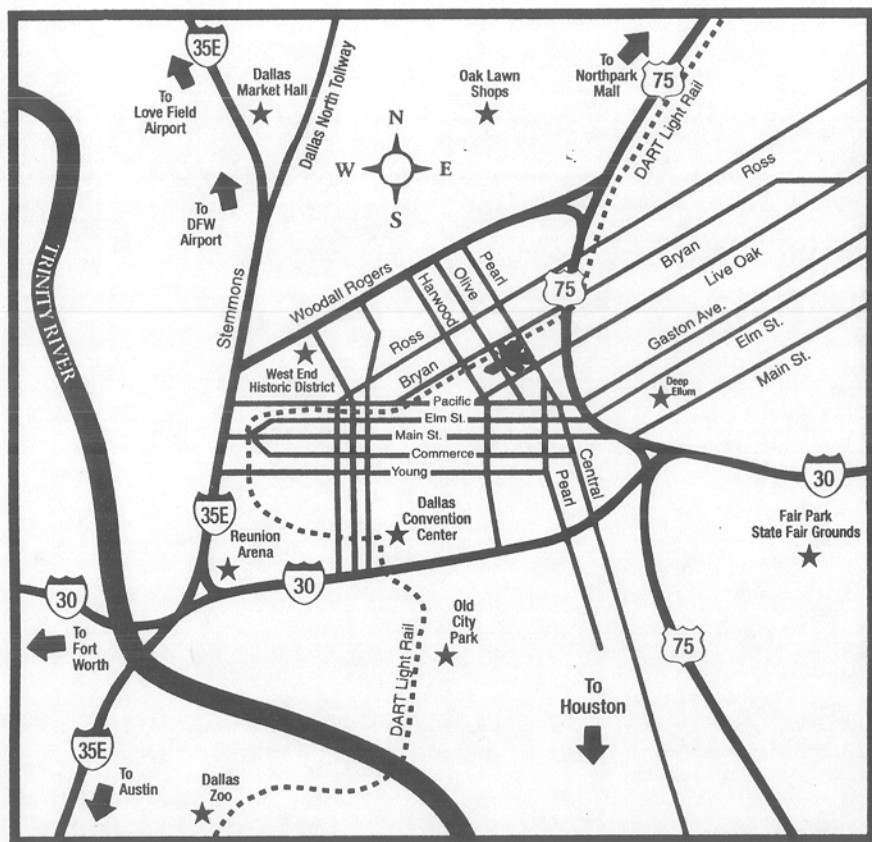 35E
To
Love Field
Airport
Dallas
Market Hall
Dallas North Tollway
Oak Lawn
Shops
To
Northpark
Mall
75
DART Light Rail
N
W
E
S
To
DFW
Airport
TRINITY RIVER
Stemmons
Woodall Rogers
Harwood
Olive
Pearl
75
Ross
Bryan
Live Oak
Gaston Ave.
Elm St.
Main St.
Ross
Bryan
West End
Historic District
Deep
Ellum
Pacific
Elm St.
Main St.
Commerce
Young
Central
Pearl
30
Fair Park
State Fair Grounds
35E
Reunion
Arena
Dallas
Convention
Center
30
30
To
Fort
Worth
Old
City
Park
DART Light Rail
75
To
Houston
35E
To
Austin
Dallas
Zoo